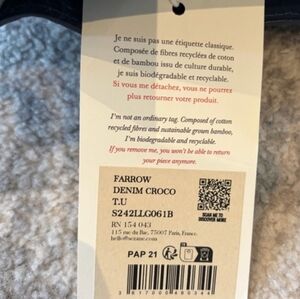 Je ne suis pas une étiquette classique.
Composée de fibres recyclées de coton
et de bambou issu de culture durable,
je suis biodégradable et recyclable.
Si vous me détachez, vous ne pourrez
plus retourner votre produit.
I'm not an ordinary tag. Composed of cotton
recycled fibres and sustainable grown bamboo,
I'm biodegradable and recyclable.
If you remove me, you won't be able to return
your piece anymore.
FARROW
DENIM CROCO
T.U
S242LLG061B
RN 154 043
115 rue du Bac, 75007 Paris, France.
SCAN ME TO
DISCOVER MORE
PAP 21